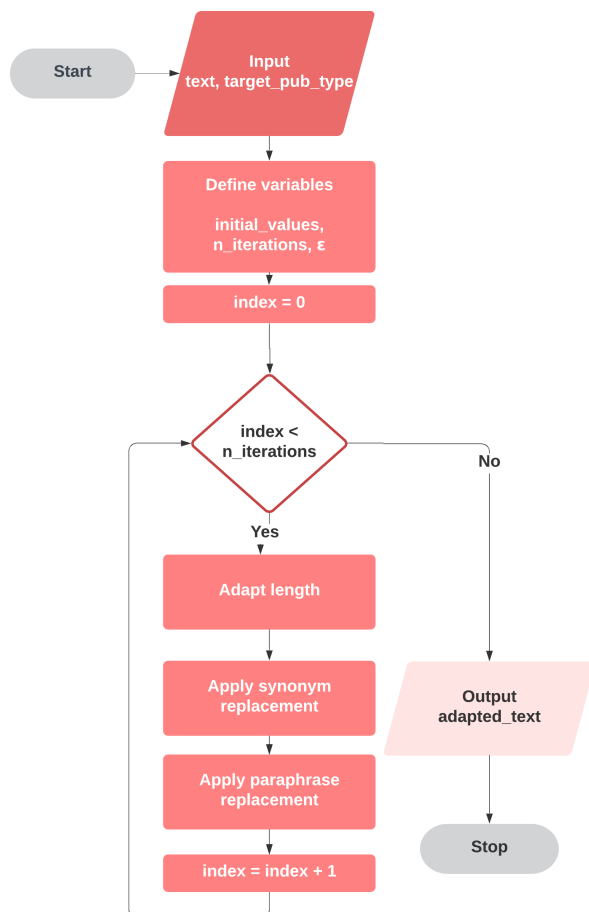 Start
Input
text, target_pub_type
Define variables
initial_values,
n_iterations, ε
index = 0
index <
n_iterations
No
Yes
Adapt length
Apply synonym
replacement
Output
adapted_text
Apply paraphrase
replacement
Stop
index = index + 1